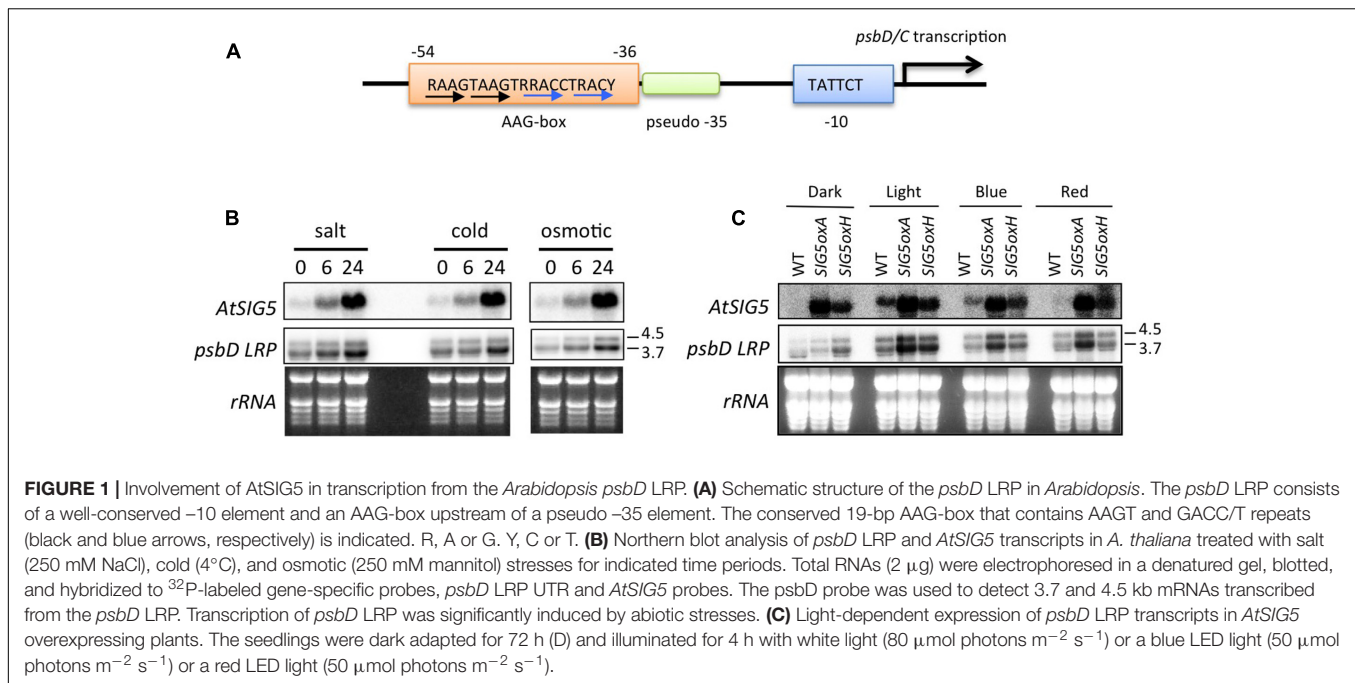 A
-54
-36
psbD/C transcription
RAAGTAAGTRRACCTRACY
TATTCT
AAG-box
pseudo -35
-10
B
salt
cold
osmotic
0 6 24
0 6 24
0 6 24
AtSIG5
psbD LRP
4.5
3.7
rRNA
C
Dark
Light
Blue
Red
WT SIG5oxA SIG5oxH
WT SIG5oxA SIG5oxH
WT SIG5oxA SIG5oxH
WT SIG5oxA SIG5oxH
AtSIG5
psbD LRP
4.5
3.7
rRNA
FIGURE 1 | Involvement of AtSIG5 in transcription from the Arabidopsis psbD LRP. (A) Schematic structure of the psbD LRP in Arabidopsis. The psbD LRP consists
of a well-conserved –10 element and an AAG-box upstream of a pseudo –35 element. The conserved 19-bp AAG-box that contains AAGT and GACC/T repeats
(black and blue arrows, respectively) is indicated. R, A or G. Y, C or T. (B) Northern blot analysis of psbD LRP and AtSIG5 transcripts in A. thaliana treated with salt
(250 mM NaCl), cold (4°C), and osmotic (250 mM mannitol) stresses for indicated time periods. Total RNAs (2 μg) were electrophoresed in a denatured gel, blotted,
and hybridized to ³²P-labeled gene-specific probes, psbD LRP UTR and AtSIG5 probes. The psbD probe was used to detect 3.7 and 4.5 kb mRNAs transcribed
from the psbD LRP. Transcription of psbD LRP was significantly induced by abiotic stresses. (C) Light-dependent expression of psbD LRP transcripts in AtSIG5
overexpressing plants. The seedlings were dark adapted for 72 h (D) and illuminated for 4 h with white light (80 μmol photons m⁻² s⁻¹) or a blue LED light (50 μmol
photons m⁻² s⁻¹) or a red LED light (50 μmol photons m⁻² s⁻¹).